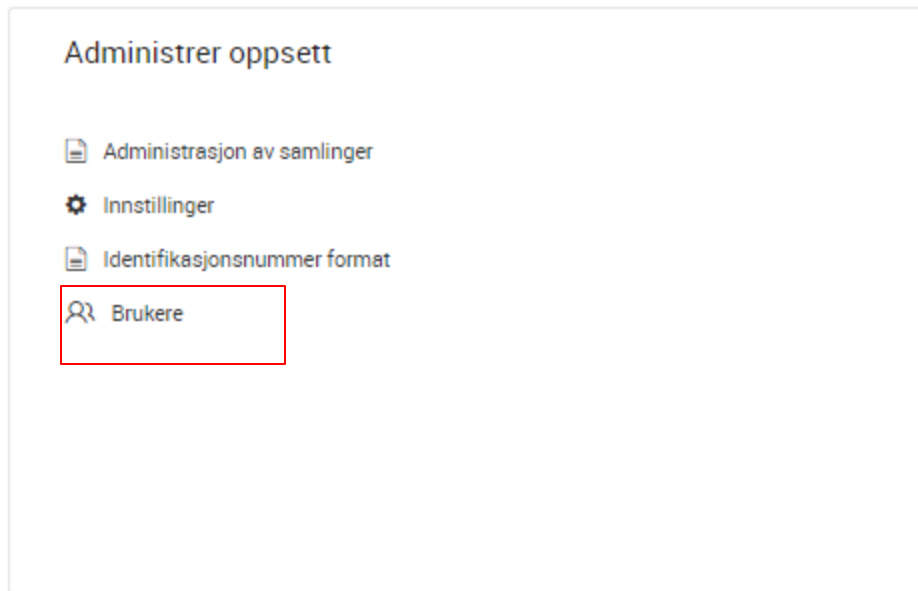 Administrer oppsett
Administrasjon av samlinger
Innstillinger
Identifikasjonsnummer format
Brukere